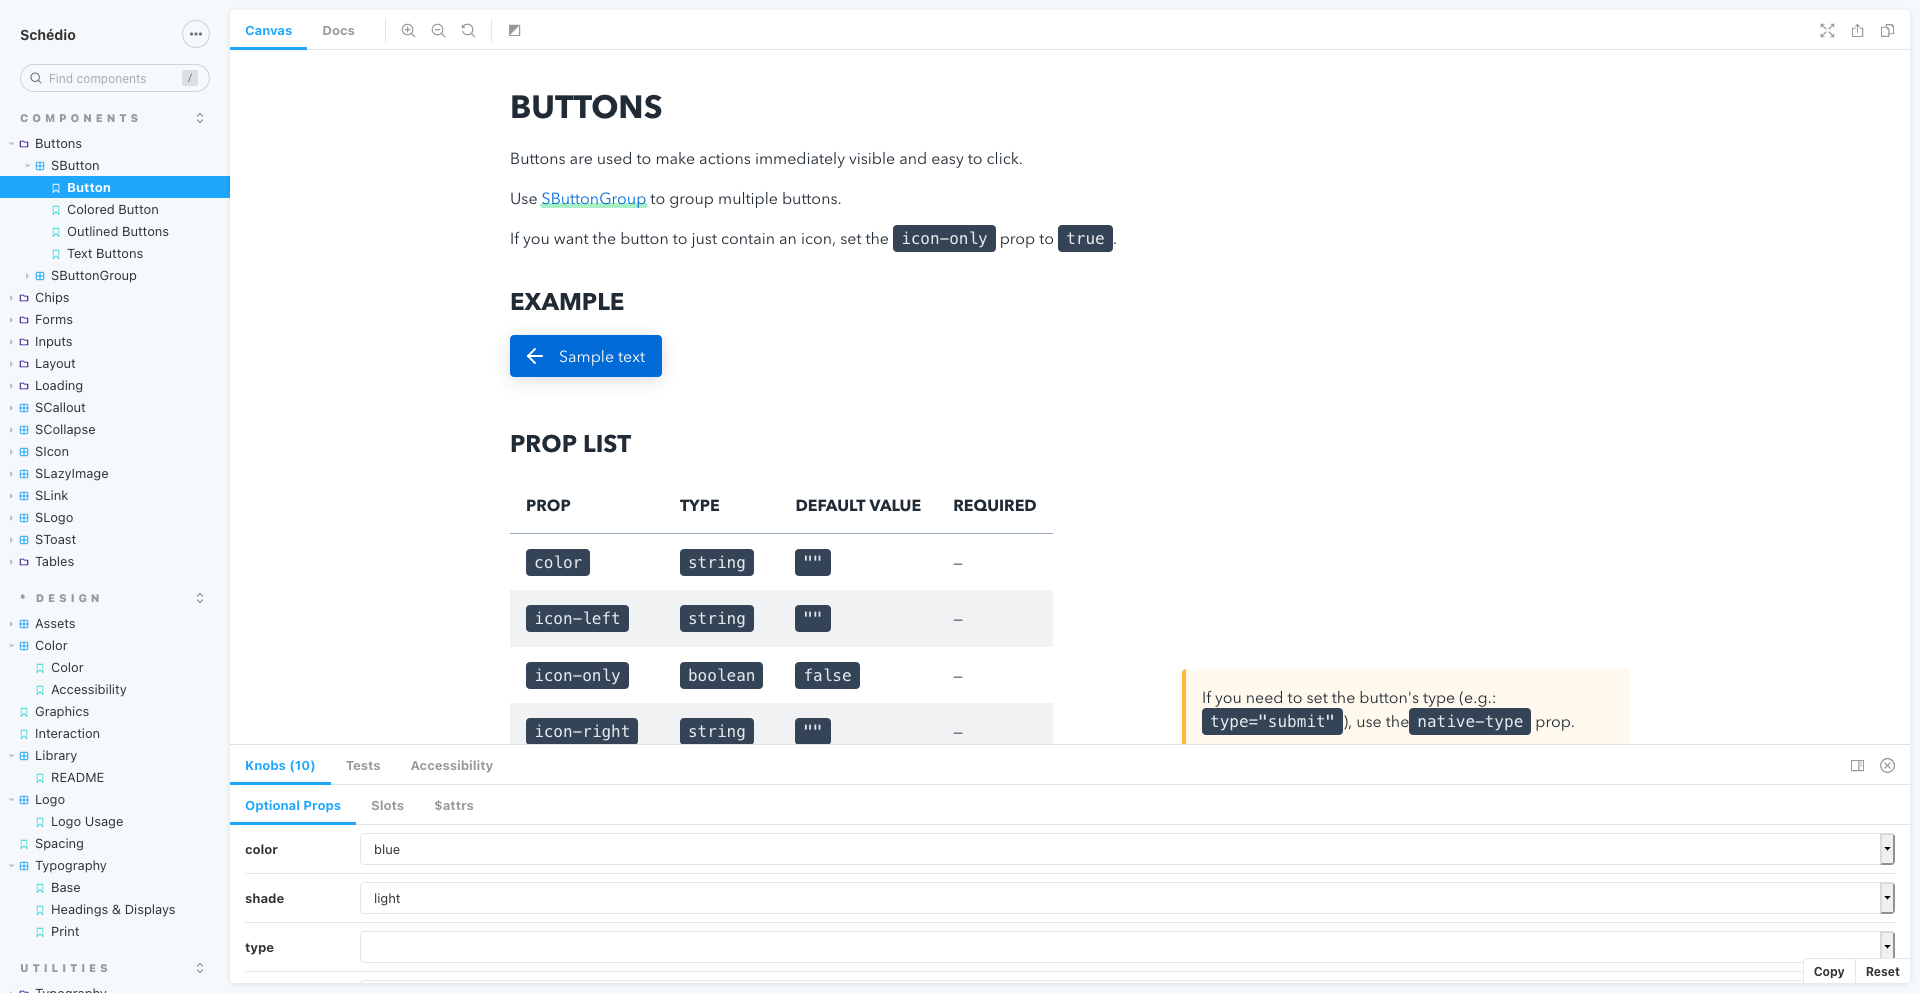 Schédio
Find components
/
COMPONENTS
Buttons
SButton
Button
Colored Button
Outlined Buttons
Text Buttons
SButtonGroup
Chips
Forms
Inputs
Layout
Loading
SCallout
SCollapse
SIcon
SLazyImage
SLink
SLogo
SToast
Tables
* DESIGN
Assets
Color
Color
Accessibility
Graphics
Interaction
Library
README
Logo
Logo Usage
Spacing
Typography
Base
Headings & Displays
Print
UTILITIES
Typography
Canvas Docs
BUTTONS
Buttons are used to make actions immediately visible and easy to click.
Use SButtonGroup to group multiple buttons.
If you want the button to just contain an icon, set the icon-only prop to true.
EXAMPLE
Sample text
PROP LIST
PROP TYPE DEFAULT VALUE REQUIRED
color string "" –
icon-left string "" –
icon-only boolean false –
icon-right string "" –
If you need to set the button's type (e.g.:
type="submit"), use the native-type prop.
Knobs (10) Tests Accessibility
Optional Props Slots $attrs
color blue
shade light
type
Copy Reset